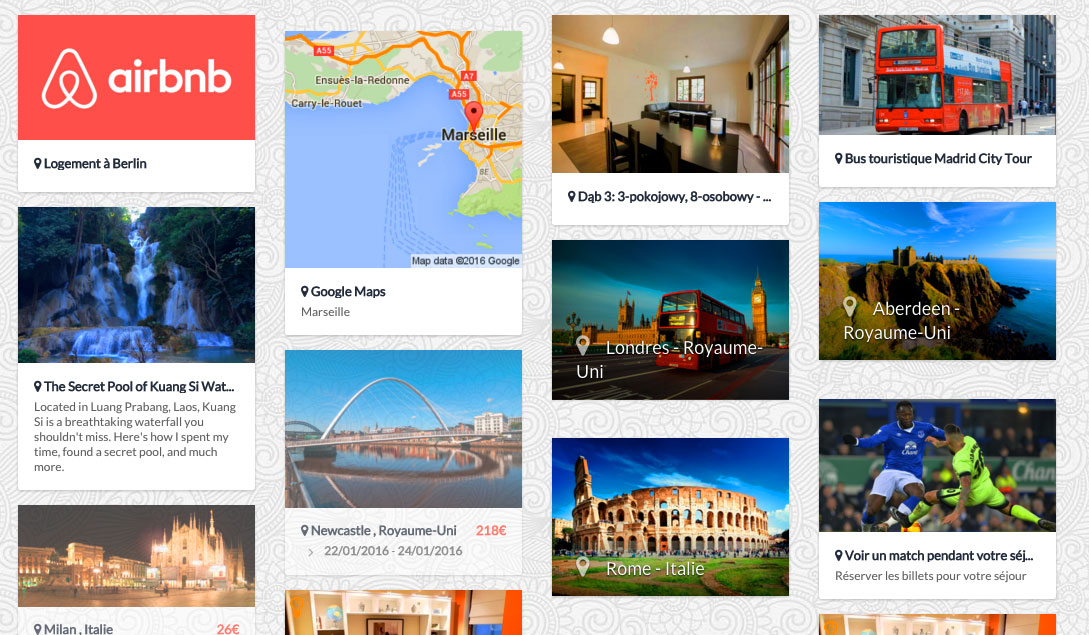 airbnb
Logement à Berlin
The Secret Pool of Kuang Si Wat...
Located in Luang Prabang, Laos, Kuang
Si is a breathtaking waterfall you
shouldn't miss. Here's how I spent my
time, found a secret pool, and much
more.
Milan , Italie 26€
A55
A7
A55
Ensuès-la-Redonne
Carry-le-Rouet
Marseille
Map data ©2016 Google
Google Maps
Marseille
Newcastle , Royaume-Uni 218€
22/01/2016 - 24/01/2016
Dąb 3: 3-pokojowy, 8-osobowy - ...
Londres - Royaume-
Uni
Rome - Italie
Bus turístico Madrid
Bus touristique Madrid City Tour
Aberdeen -
Royaume-Uni
Chan
Voir un match pendant votre séj...
Réserver les billets pour votre séjour